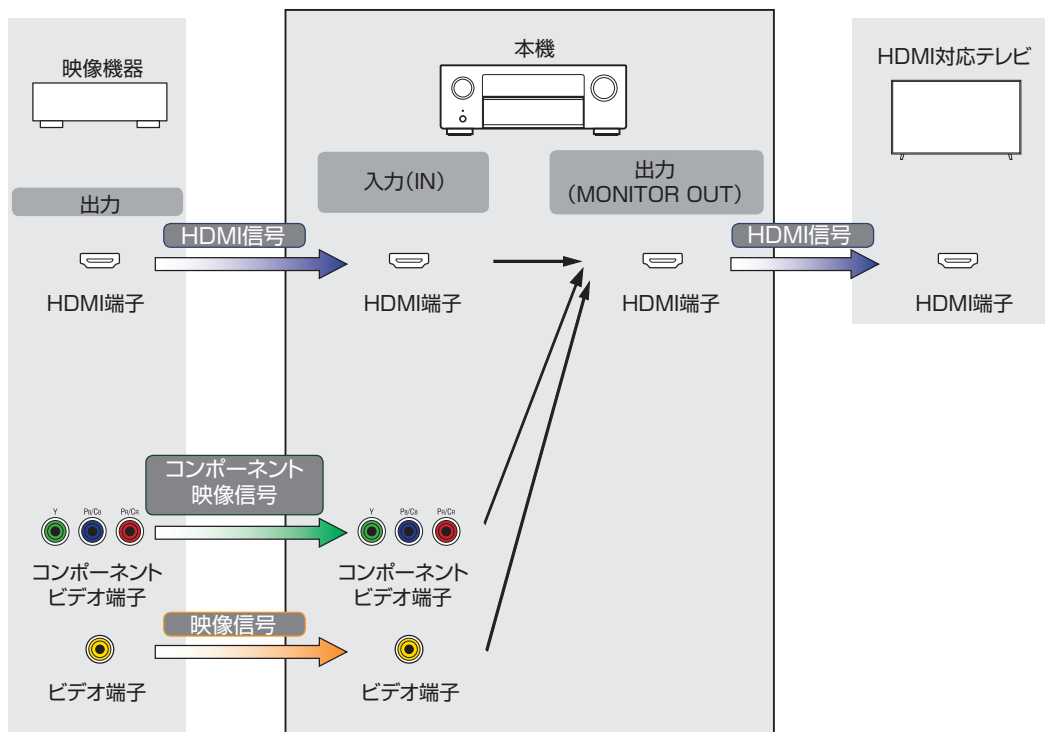 映像機器
本機
HDMI対応テレビ
出力
入力(IN)
出力
(MONITOR OUT)
HDMI信号
HDMI信号
HDMI端子
HDMI端子
HDMI端子
HDMI端子
コンポーネント
映像信号
Y PB/CB PR/CR
Y PB/CB PR/CR
コンポーネント
ビデオ端子
コンポーネント
ビデオ端子
映像信号
ビデオ端子
ビデオ端子